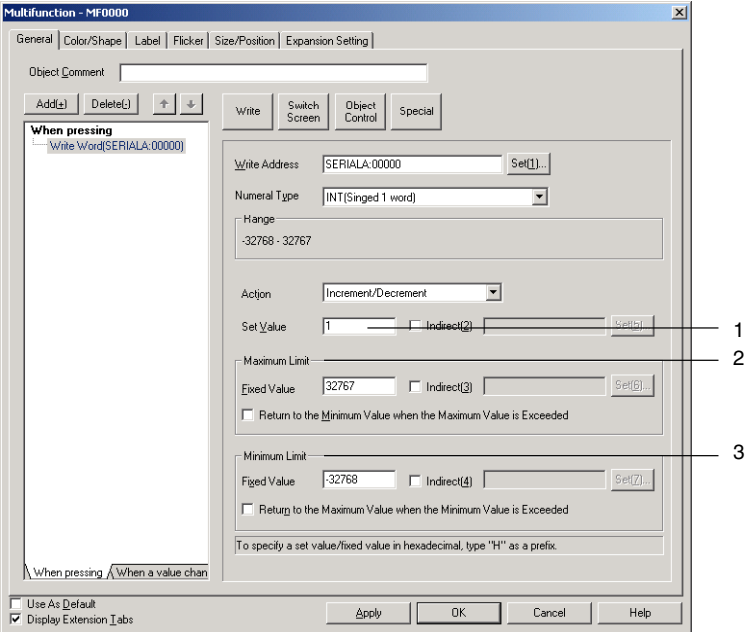 Multifunction - MF0000
General Color/Shape Label Flicker Size/Position Expansion Setting
Object Comment
Add(+) Delete(-)
Write Switch Screen Object Control Special
When pressing
Write Word(SERIALA:00000)
Write Address SERIALA:00000 Set(1)...
Numeral Type INT(Singed 1 word)
Range
-32768 - 32767
Action Increment/Decrement
Set Value 1 Indirect(2) Set(5)... 1
Maximum Limit 2
Fixed Value 32767 Indirect(3) Set(6)...
Return to the Minimum Value when the Maximum Value is Exceeded
Minimum Limit 3
Fixed Value -32768 Indirect(4) Set(7)...
Return to the Maximum Value when the Minimum Value is Exceeded
To specify a set value/fixed value in hexadecimal, type "H" as a prefix.
When pressing When a value chan
Use As Default
Display Extension Tabs
Apply OK Cancel Help